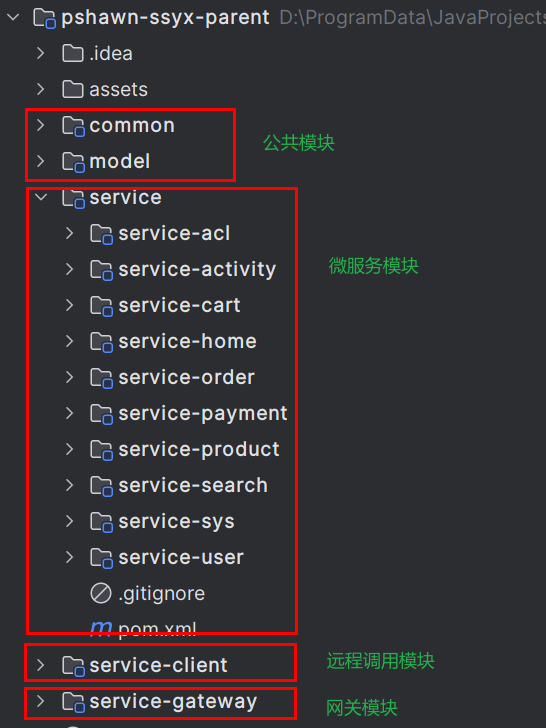 pshawn-ssyx-parent D:\ProgramData\JavaProjects
.idea
assets
common
公共模块
model
service
service-acl
service-activity
微服务模块
service-cart
service-home
service-order
service-payment
service-product
service-search
service-sys
service-user
.gitignore
pom.xml
service-client
远程调用模块
service-gateway
网关模块